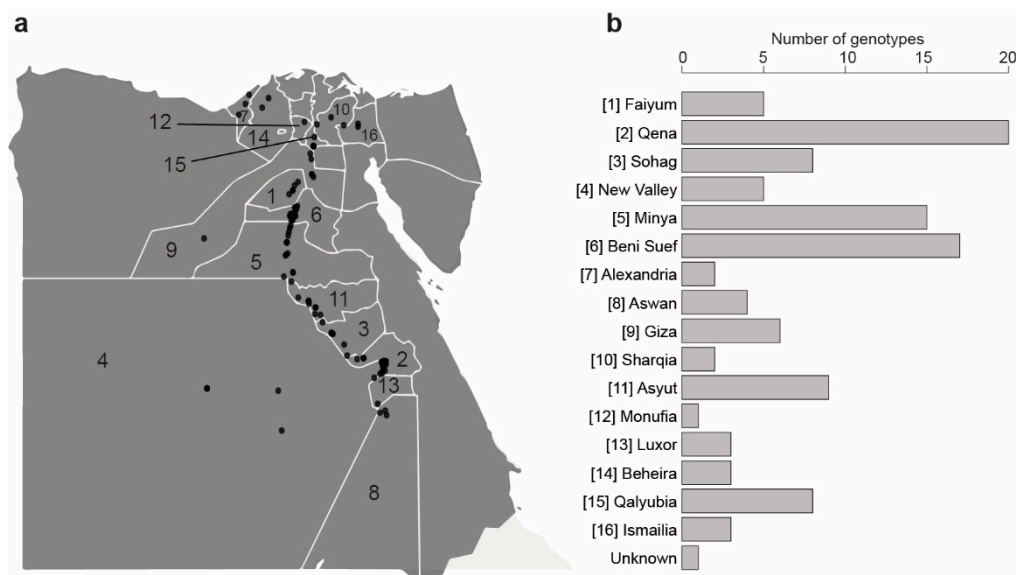 a
7
10
12
14
16
15
1
6
9
5
11
3
4
2
13
8
b
Number of genotypes
0 5 15 20
[1] Faiyum
[2] Qena
[3] Sohag
[4] New Valley
[5] Minya
[6] Beni Suef
[7] Alexandria
[8] Aswan
[9] Giza
[10] Sharqia
[11] Asyut
[12] Monufia
[13] Luxor
[14] Beheira
[15] Qalyubia
[16] Ismailia
Unknown